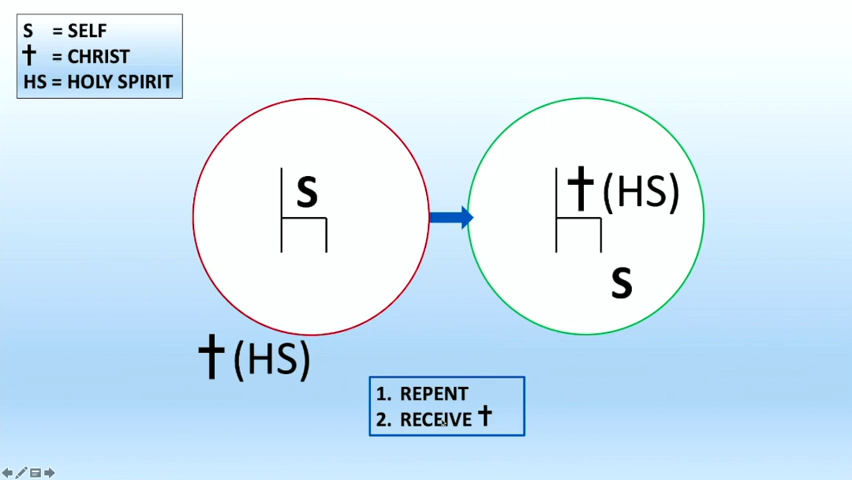 S = SELF
✝ = CHRIST
HS = HOLY SPIRIT
S
✝(HS)
S
✝(HS)
1. REPENT
2. RECEIVE ✝